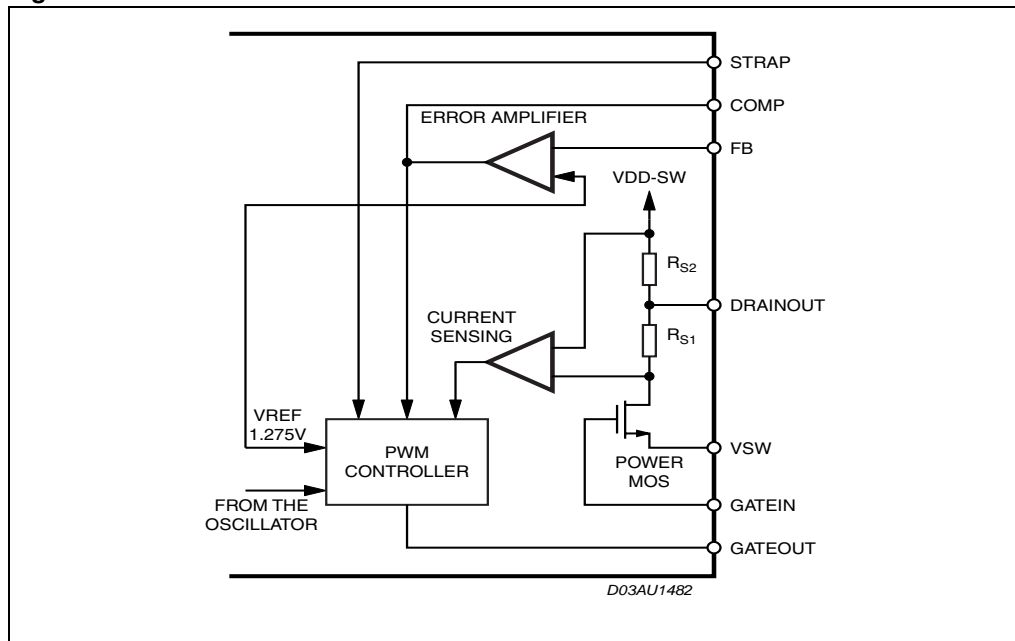 STRAP
COMP
ERROR AMPLIFIER
FB
VDD-SW
RS2
DRAINOUT
CURRENT
SENSING
RS1
VREF
1.275V
PWM
CONTROLLER
POWER
MOS
VSW
FROM THE
OSCILLATOR
GATEIN
GATEOUT
D03AU1482